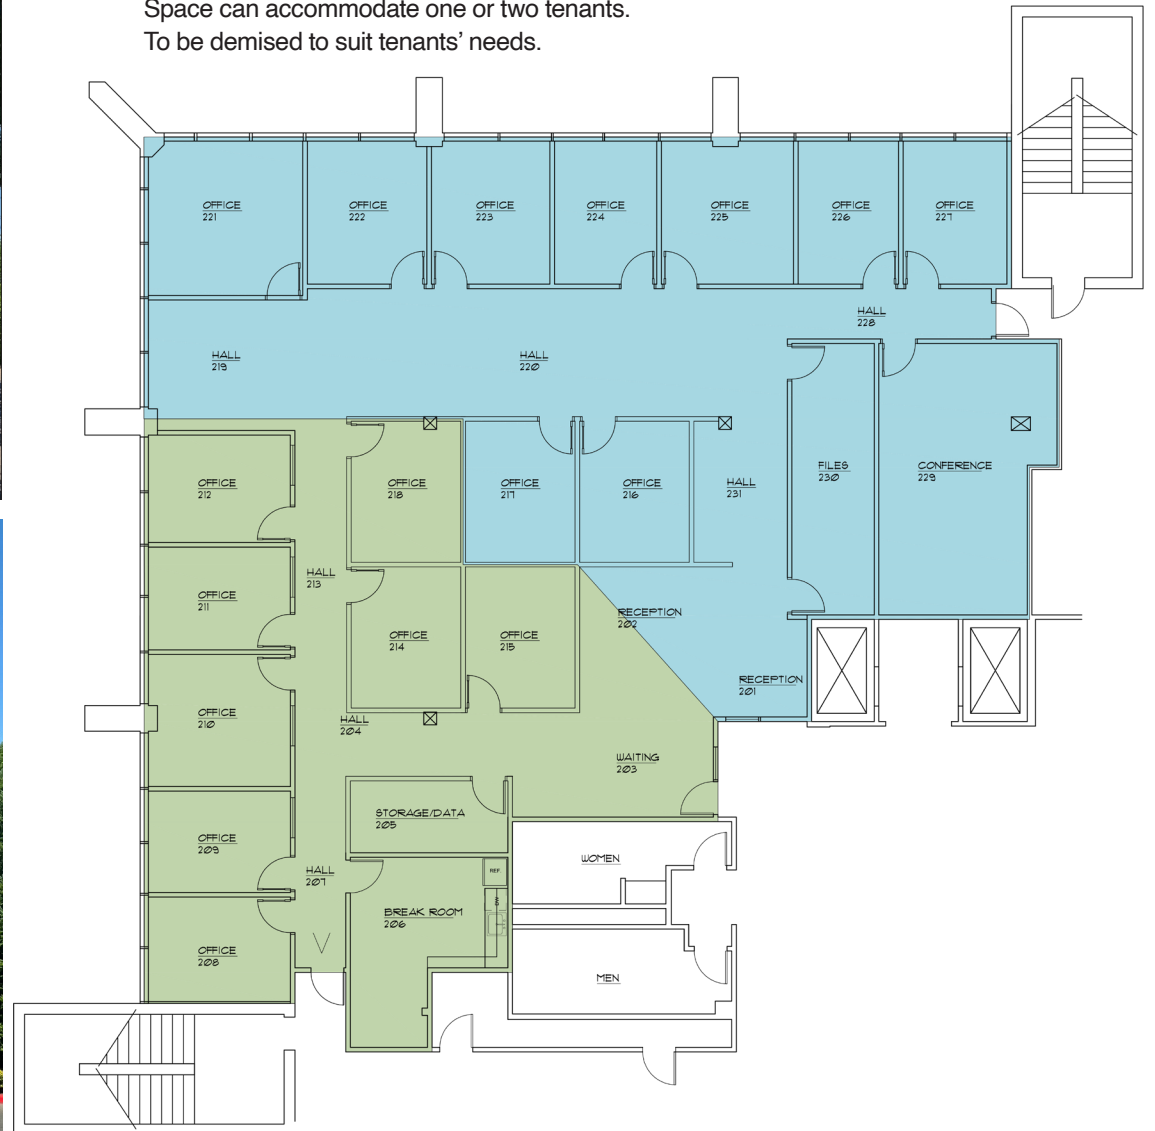 Space can accommodate one or two tenants.
To be demised to suit tenants’ needs.
OFFICE
221
OFFICE
222
OFFICE
223
OFFICE
224
OFFICE
225
OFFICE
226
OFFICE
227
HALL
228
HALL
219
HALL
220
OFFICE
212
OFFICE
218
OFFICE
217
OFFICE
216
HALL
231
FILES
230
CONFERENCE
229
HALL
213
OFFICE
211
OFFICE
214
OFFICE
215
RECEPTION
202
RECEPTION
201
OFFICE
210
HALL
204
WAITING
203
STORAGE/DATA
205
OFFICE
209
HALL
207
WOMEN
REF.
DW
BREAK ROOM
206
OFFICE
208
MEN